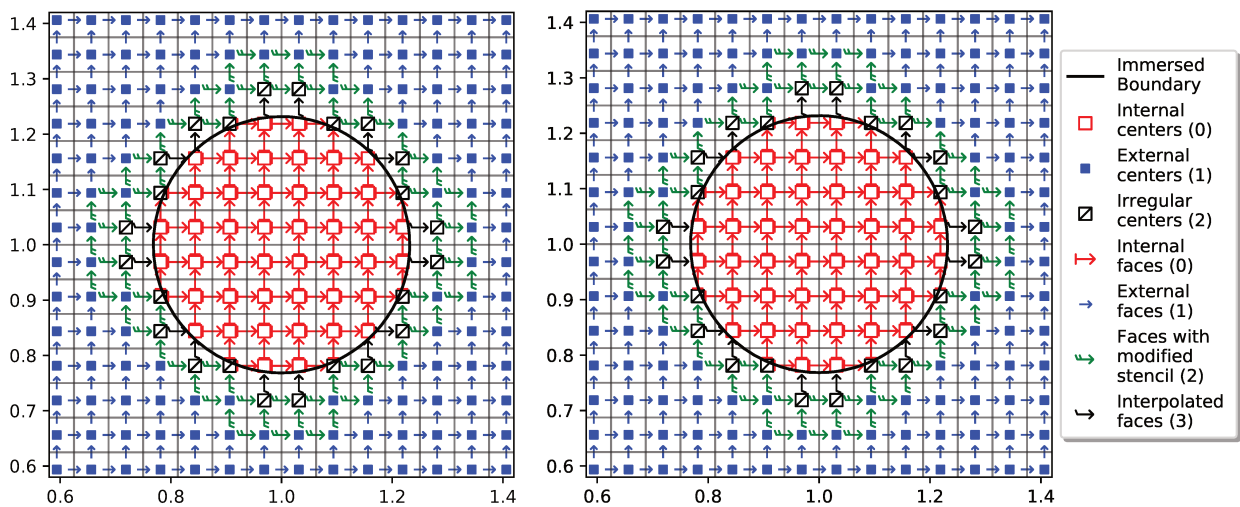 1.4
1.3
1.2
1.1
1.0
0.9
0.8
0.7
0.6
0.6 0.8 1.0 1.2 1.4
1.4
1.3
1.2
1.1
1.0
0.9
0.8
0.7
0.6
0.6 0.8 1.0 1.2 1.4
Immersed
Boundary
Internal
centers (0)
External
centers (1)
Irregular
centers (2)
Internal
faces (0)
External
faces (1)
Faces with
modified
stencil (2)
Interpolated
faces (3)